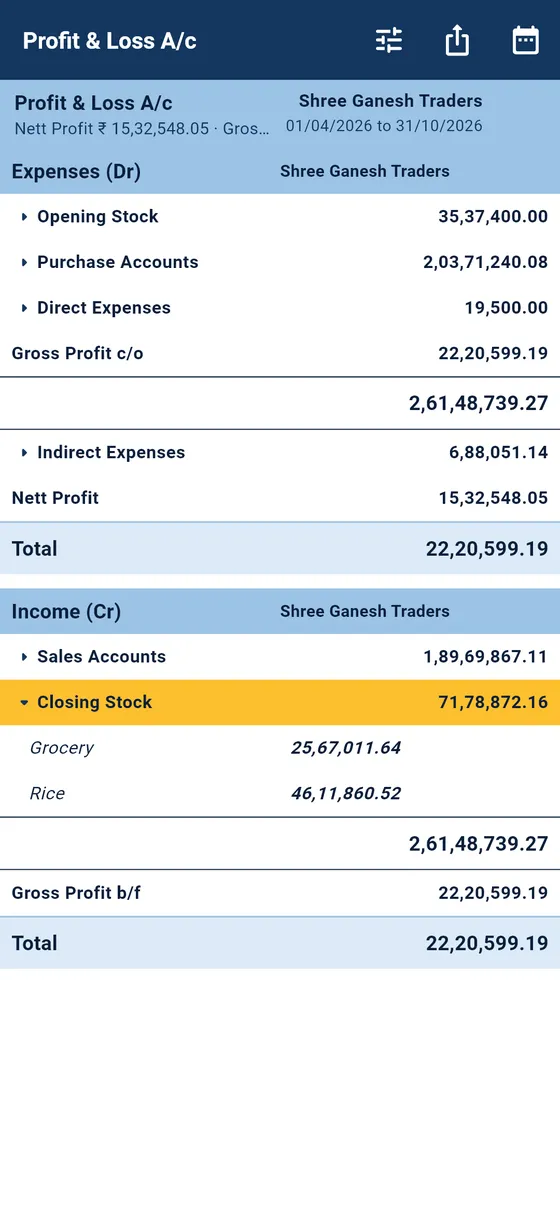 Profit & Loss A/c
Profit & Loss A/c Shree Ganesh Traders
Nett Profit ₹ 15,32,548.05 · Gros... 01/04/2026 to 31/10/2026
Expenses (Dr) Shree Ganesh Traders
Opening Stock 35,37,400.00
Purchase Accounts 2,03,71,240.08
Direct Expenses 19,500.00
Gross Profit c/o 22,20,599.19
2,61,48,739.27
Indirect Expenses 6,88,051.14
Nett Profit 15,32,548.05
Total 22,20,599.19
Income (Cr) Shree Ganesh Traders
Sales Accounts 1,89,69,867.11
Closing Stock 71,78,872.16
Grocery 25,67,011.64
Rice 46,11,860.52
2,61,48,739.27
Gross Profit b/f 22,20,599.19
Total 22,20,599.19